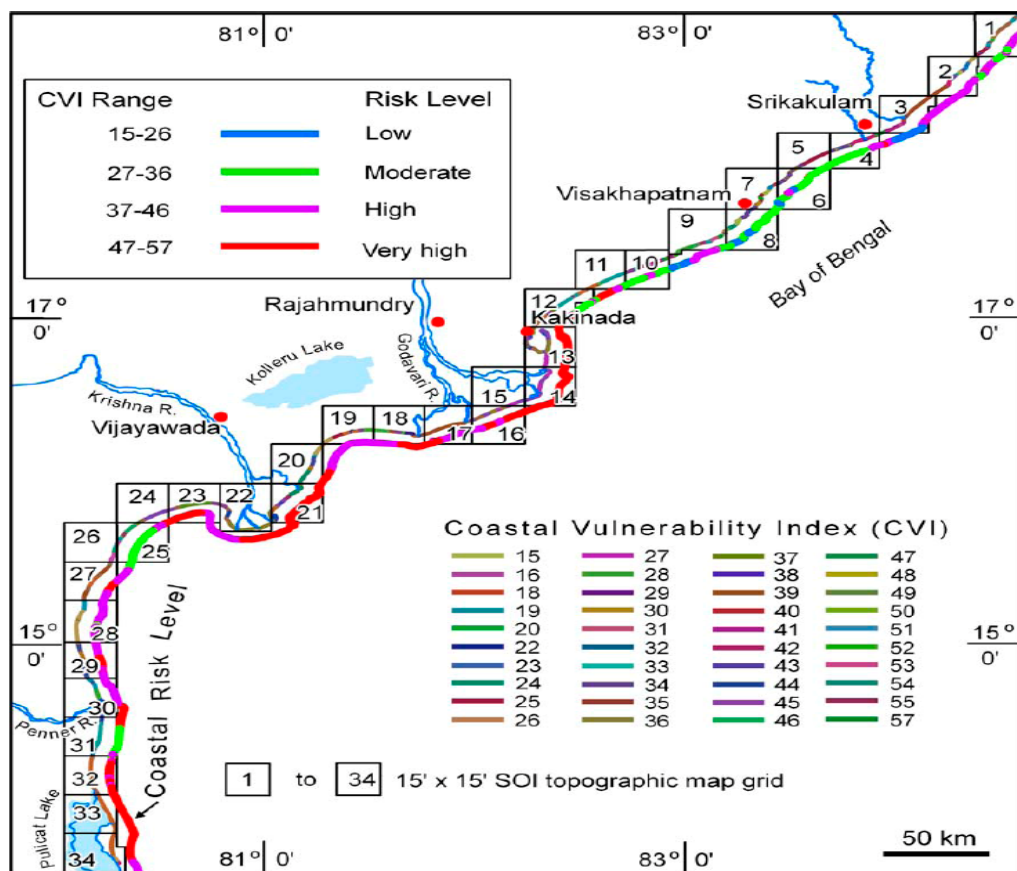 81° 0'
83° 0'
CVI Range Risk Level
15-26 Low
27-36 Moderate
37-46 High
47-57 Very high
1
2
Srikakulam
3
5
4
7
Visakhapatnam
6
9
8
Bay of Bengal
11
10
Rajahmundry
12
17° 0'
17° 0'
Kakinada
Kolleru Lake
Godavari R.
13
Krishna R.
15
14
Vijayawada
19
18
17
16
20
24
23
22
21
26
25
27
28
15° 0'
15° 0'
29
30
Penner R.
31
32
33
34
Pulicat Lake
Coastal Risk Level
Coastal Vulnerability Index (CVI)
15 27 37 47
16 28 38 48
18 29 39 49
19 30 40 50
20 31 41 51
22 32 42 52
23 33 43 53
24 34 44 54
25 35 45 55
26 36 46 57
1 to 34 15' x 15' SOI topographic map grid
81° 0'
83° 0'
50 km